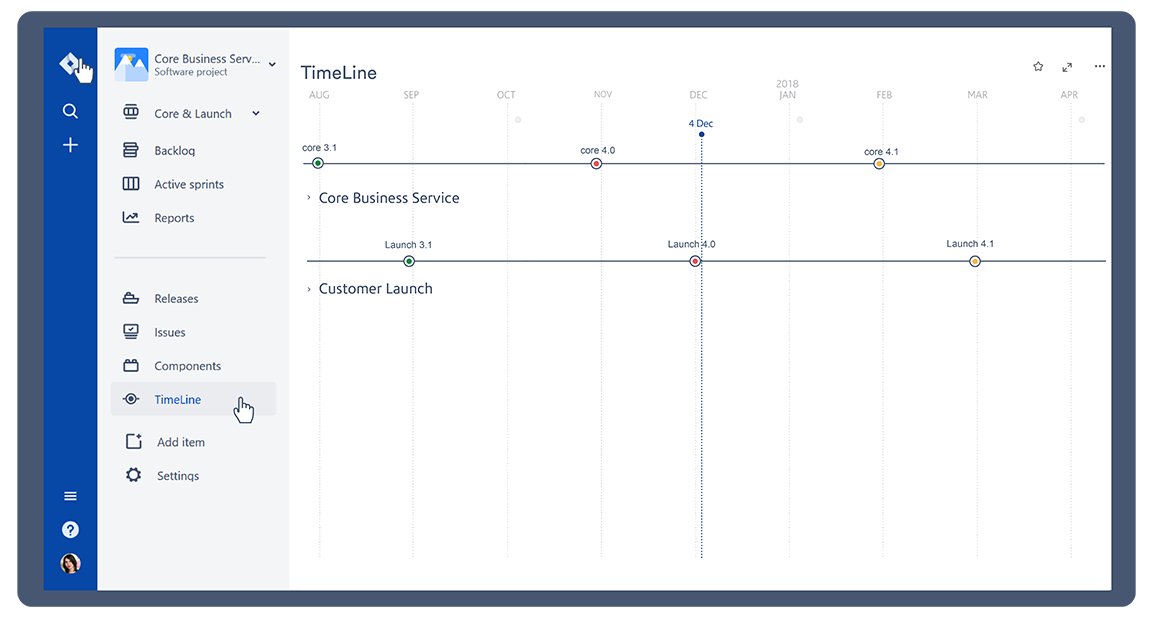 Core Business Serv...
Software project
Core & Launch
Backlog
Active sprints
Reports
Releases
Issues
Components
TimeLine
Add item
Settings
TimeLine
2018
AUG SEP OCT NOV DEC JAN FEB MAR APR
4 Dec
core 3.1 core 4.0 core 4.1
Core Business Service
Launch 3.1 Launch 4.0 Launch 4.1
Customer Launch